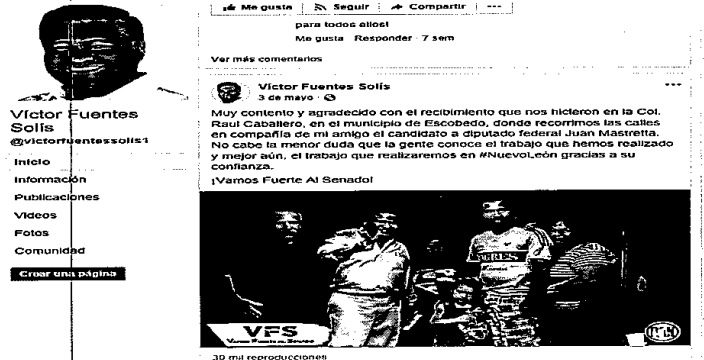 Me gusta Seguir Compartir ...
para todos ellos!
Me gusta Responder · 7 sem
Ver más comentarios
Víctor Fuentes Solís
3 de mayo ·
...
Muy contento y agradecido con el recibimiento que nos hicieron en la Col.
Raul Caballero, en el municipio de Escobedo, donde recorrimos las calles
en compañía de mi amigo el candidato a diputado federal Juan Mastretta.
No cabe la menor duda que la gente conoce el trabajo que hemos realizado
y mejor aún, el trabajo que realizaremos en #NuevoLeón gracias a su
confianza.
¡Vamos Fuerte Al Senado!
Víctor Fuentes
Solís
@victorfuentessolis1
Inicio
Información
Publicaciones
Videos
Fotos
Comunidad
Crear una página
TIGRES
VFS
30 mil reproducciones